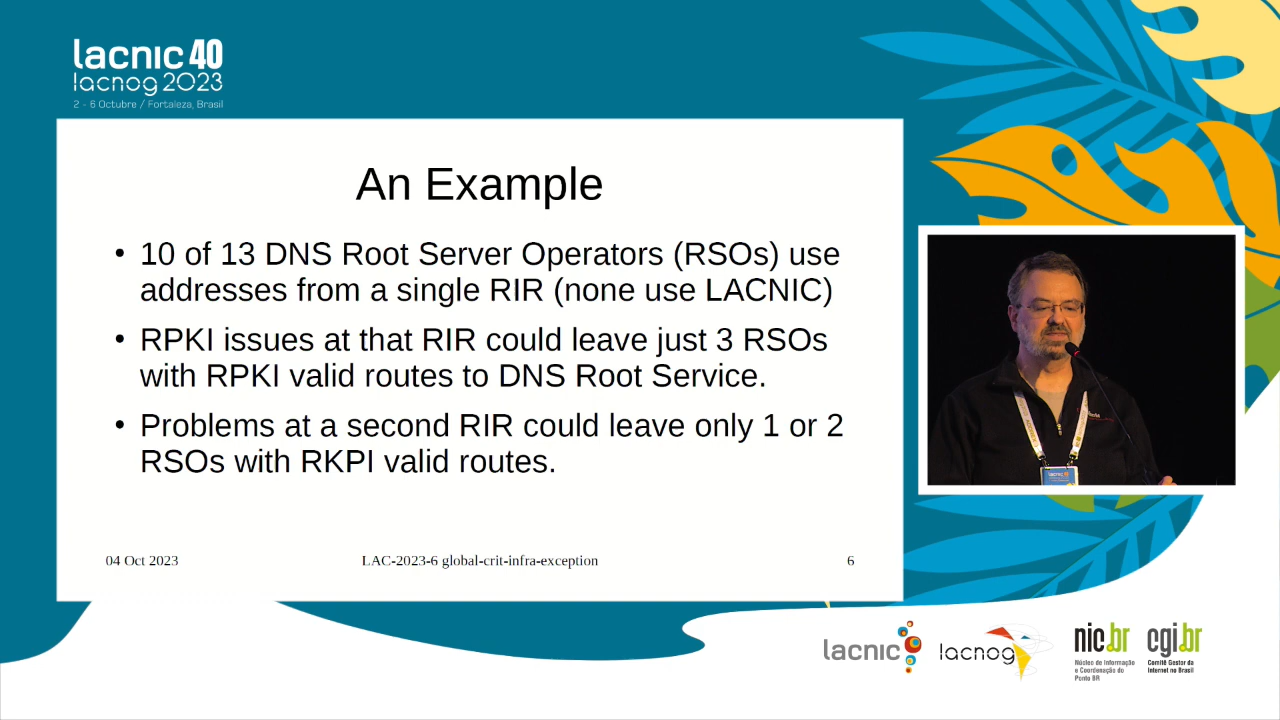 lacnic 40
lacnog 2023
2 - 6 Octubre / Fortaleza, Brasil
An Example
• 10 of 13 DNS Root Server Operators (RSOs) use
addresses from a single RIR (none use LACNIC)
• RPKI issues at that RIR could leave just 3 RSOs
with RPKI valid routes to DNS Root Service.
• Problems at a second RIR could leave only 1 or 2
RSOs with RKPI valid routes.
04 Oct 2023
LAC-2023-6 global-crit-infra-exception
6
lacnic
lacnog
nic.br
Núcleo de Informação
e Coordenação do
Ponto BR
cgi.br
Comitê Gestor da
Internet no Brasil